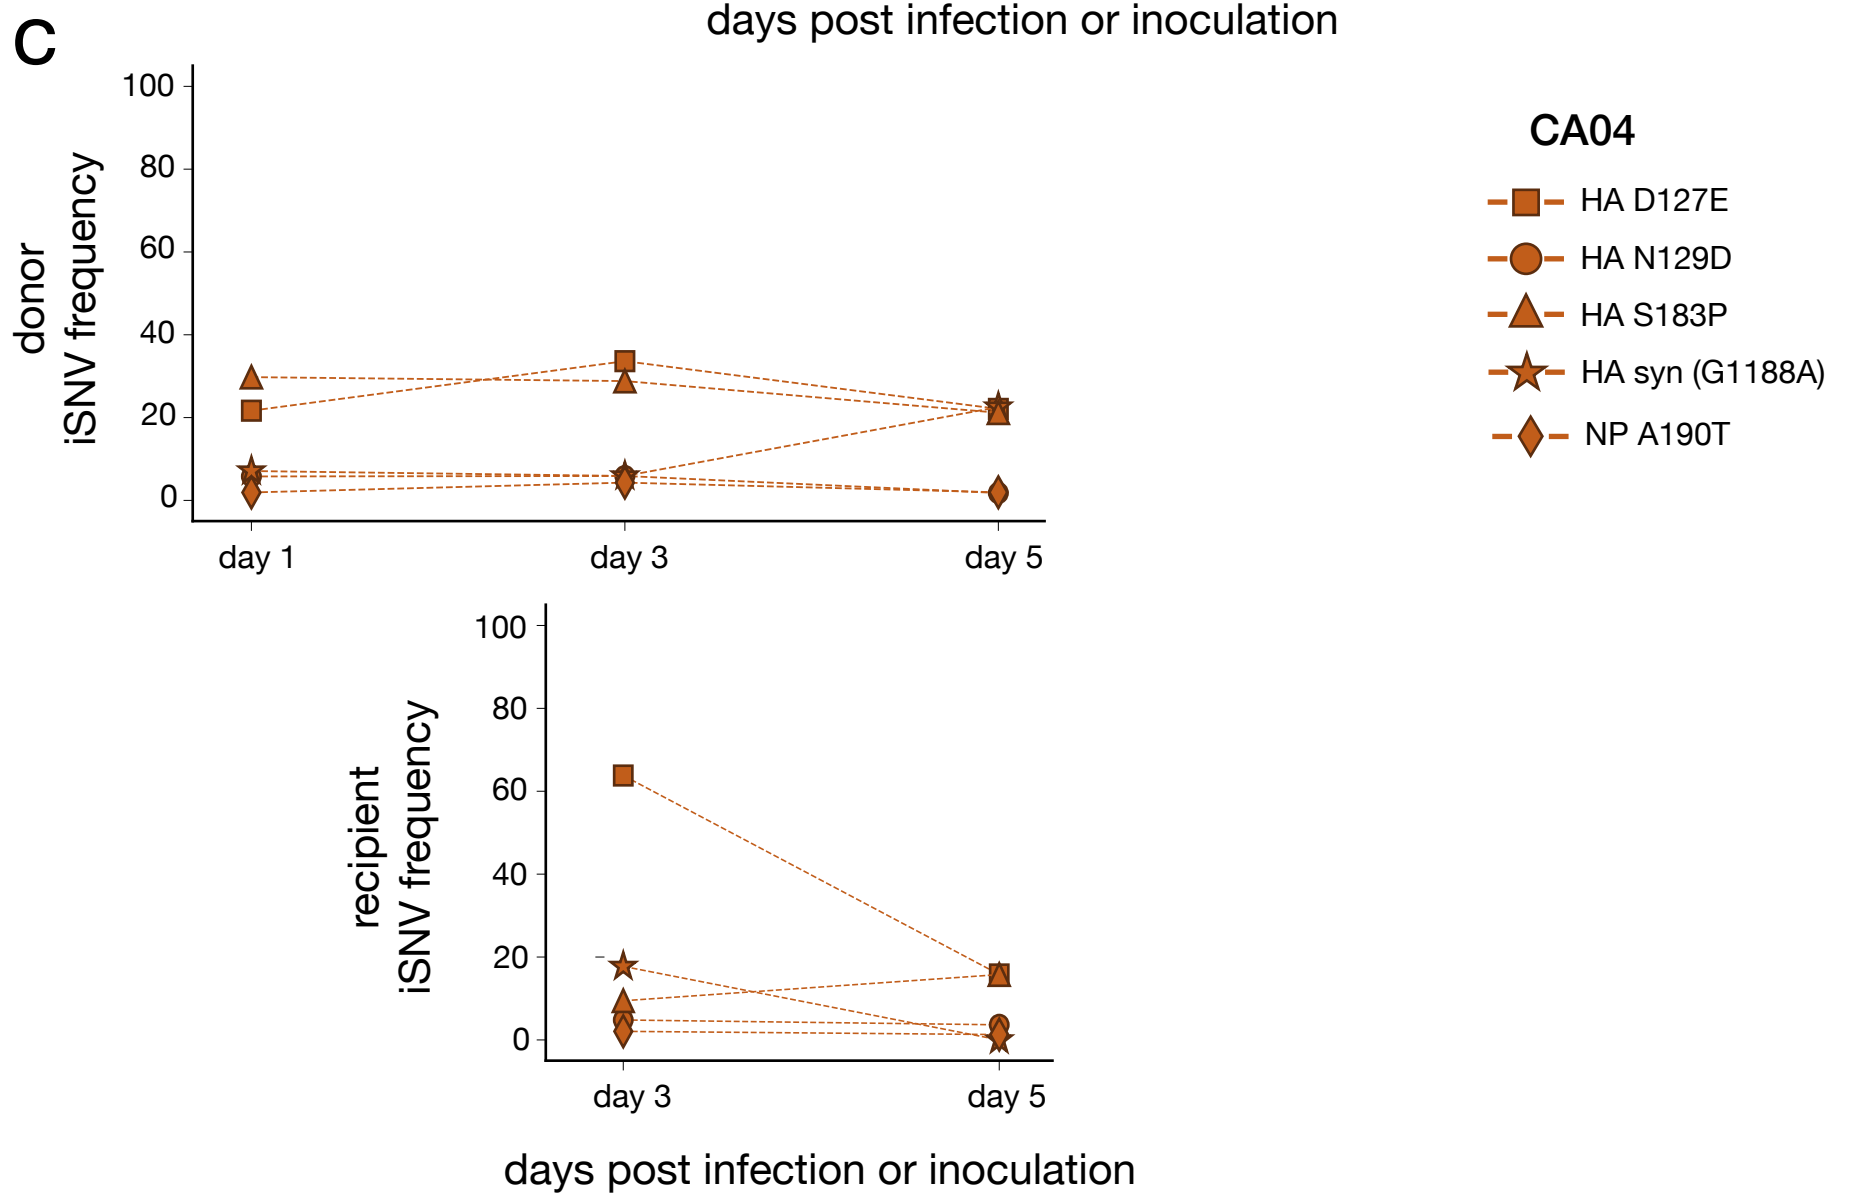 days post infection or inoculation
C
100
80
60
40
20
0
donor
iSNV frequency
day 1
day 3
day 5
CA04
HA D127E
HA N129D
HA S183P
HA syn (G1188A)
NP A190T
100
80
60
40
20
0
recipient
iSNV frequency
day 3
day 5
days post infection or inoculation